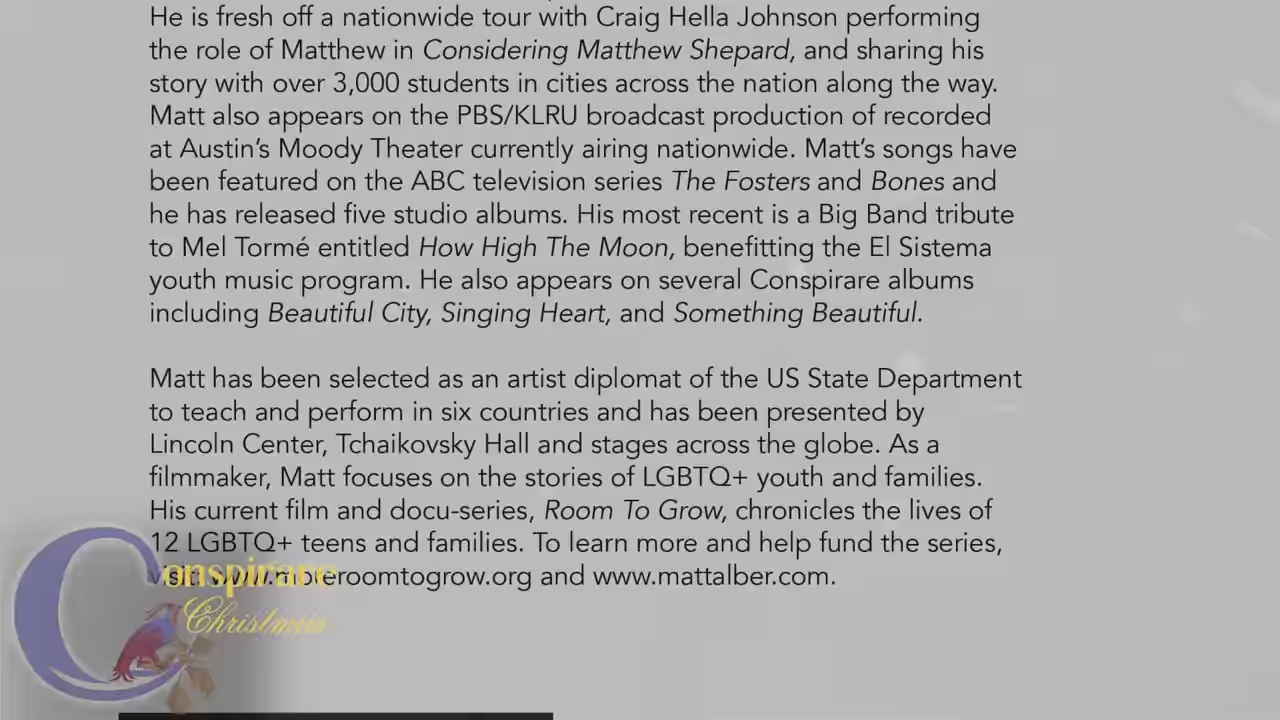 He is fresh off a nationwide tour with Craig Hella Johnson performing
the role of Matthew in Considering Matthew Shepard, and sharing his
story with over 3,000 students in cities across the nation along the way.
Matt also appears on the PBS/KLRU broadcast production of recorded
at Austin’s Moody Theater currently airing nationwide. Matt’s songs have
been featured on the ABC television series The Fosters and Bones and
he has released five studio albums. His most recent is a Big Band tribute
to Mel Tormé entitled How High The Moon, benefitting the El Sistema
youth music program. He also appears on several Conspirare albums
including Beautiful City, Singing Heart, and Something Beautiful.
Matt has been selected as an artist diplomat of the US State Department
to teach and perform in six countries and has been presented by
Lincoln Center, Tchaikovsky Hall and stages across the globe. As a
filmmaker, Matt focuses on the stories of LGBTQ+ youth and families.
His current film and docu-series, Room To Grow, chronicles the lives of
12 LGBTQ+ teens and families. To learn more and help fund the series,
and www.mattalber.com.
Conspirare
Christmas